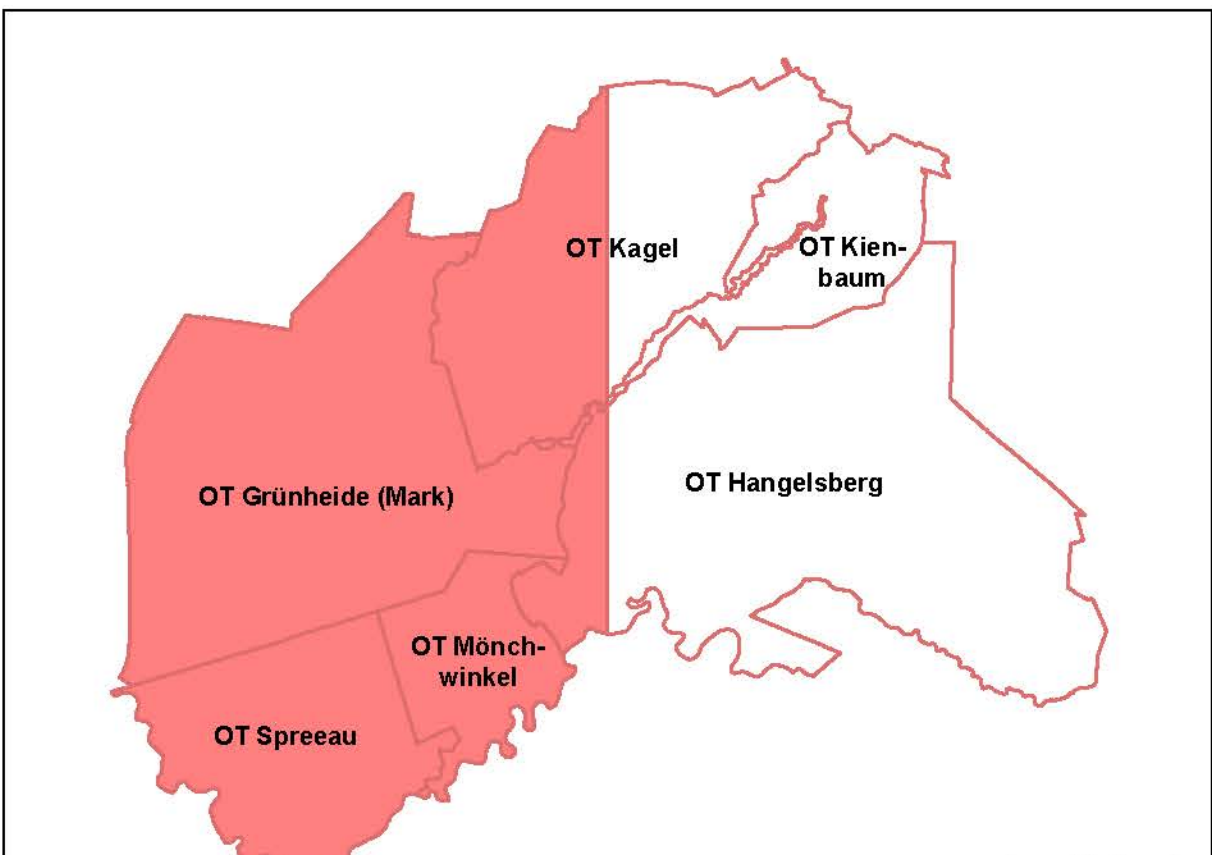 OT Kagel
OT Kien-
baum
OT Hangelsberg
OT Grünheide (Mark)
OT Mönch-
winkel
OT Spreeau